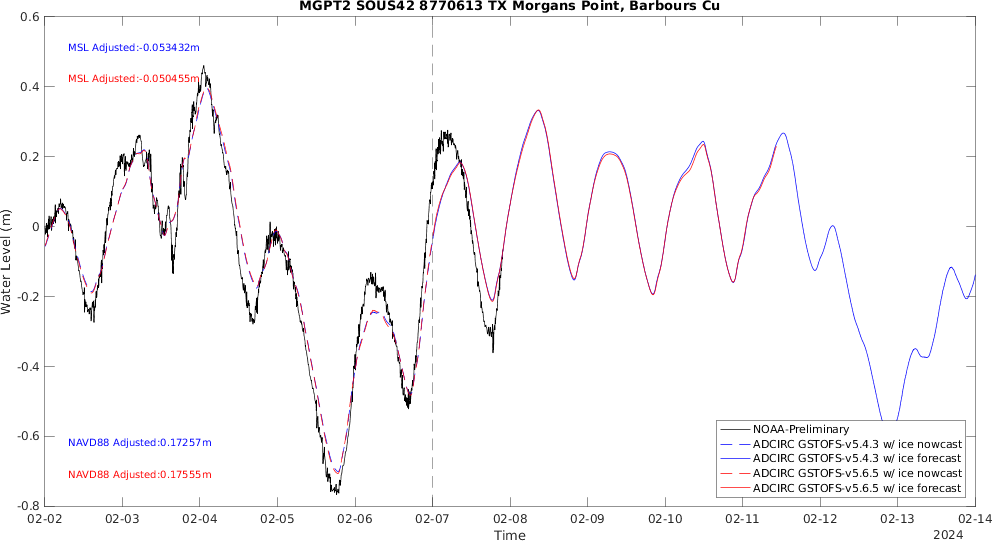 MGPT2 SOUS42 8770613 TX Morgans Point, Barbours Cu
Water Level (m)
0.6
0.4
0.2
0
-0.2
-0.4
-0.6
-0.8
MSL Adjusted:-0.053432m
MSL Adjusted:-0.050455m
NAVD88 Adjusted:0.17257m
NAVD88 Adjusted:0.17555m
NOAA-Preliminary
ADCIRC GSTOFS-v5.4.3 w/ ice nowcast
ADCIRC GSTOFS-v5.4.3 w/ ice forecast
ADCIRC GSTOFS-v5.6.5 w/ ice nowcast
ADCIRC GSTOFS-v5.6.5 w/ ice forecast
02-02 02-03 02-04 02-05 02-06 02-07 02-08 02-09 02-10 02-11 02-12 02-13 02-14
Time
2024